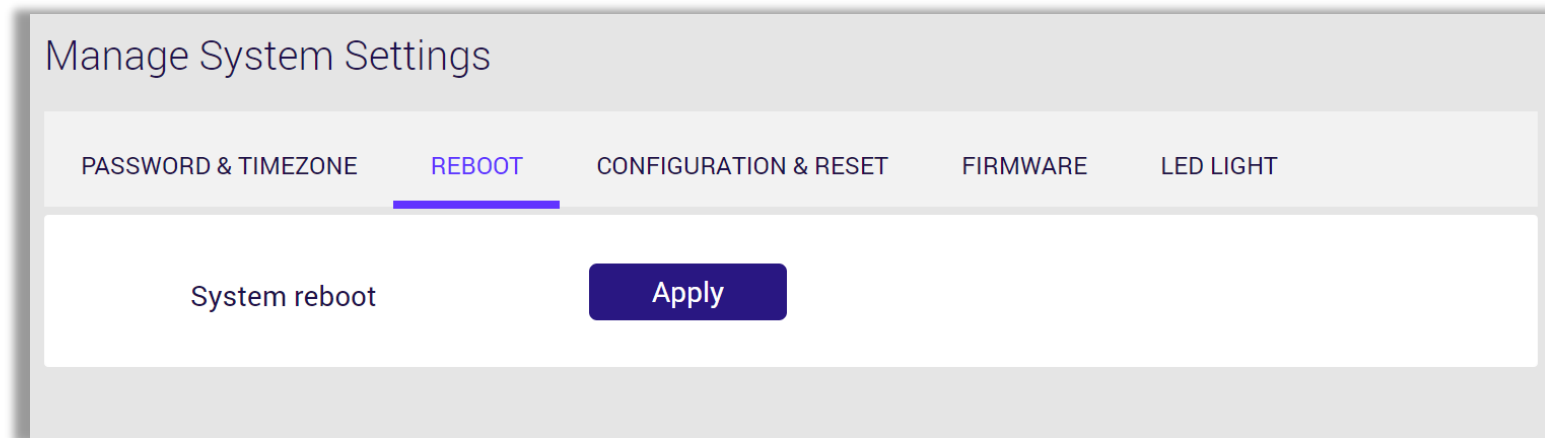 Manage System Settings
PASSWORD & TIMEZONE REBOOT CONFIGURATION & RESET FIRMWARE LED LIGHT
System reboot Apply